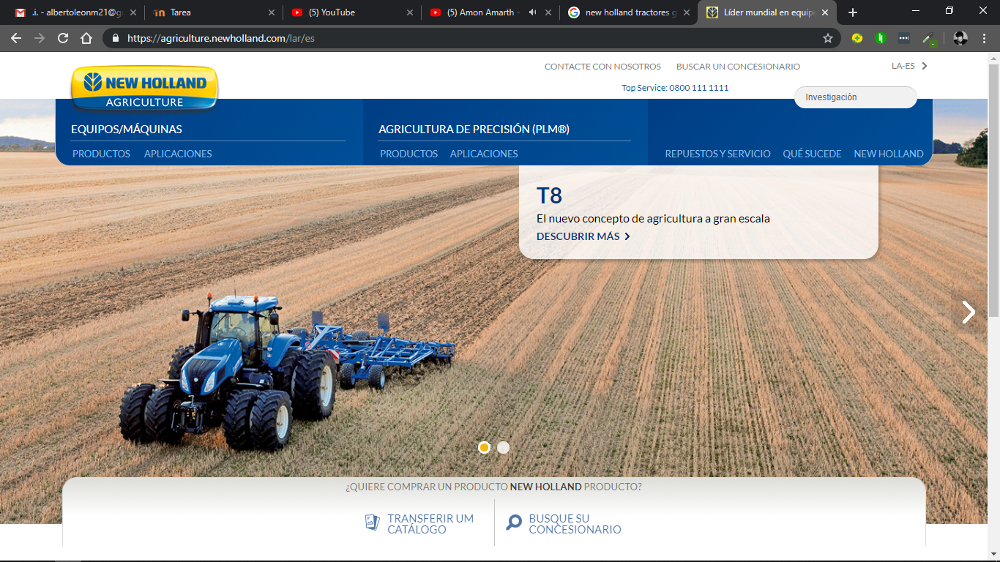 .i. - albertoleonm21@g
Tarea
(5) YouTube
(5) Amon Amarth -
new holland tractores g
Líder mundial en equipo
https://agriculture.newholland.com/lar/es
CONTACTE CON NOSOTROS
BUSCAR UN CONCESIONARIO
LA-ES
Top Service: 0800 111 1111
Investigación
NEW HOLLAND
AGRICULTURE
EQUIPOS/MÁQUINAS
AGRICULTURA DE PRECISIÓN (PLM®)
PRODUCTOS APLICACIONES
PRODUCTOS APLICACIONES
REPUESTOS Y SERVICIO QUÉ SUCEDE NEW HOLLAND
T8
El nuevo concepto de agricultura a gran escala
DESCUBRIR MÁS
¿QUIERE COMPRAR UN PRODUCTO NEW HOLLAND PRODUCTO?
TRANSFERIR UM
CATÁLOGO
BUSQUE SU
CONCESIONARIO